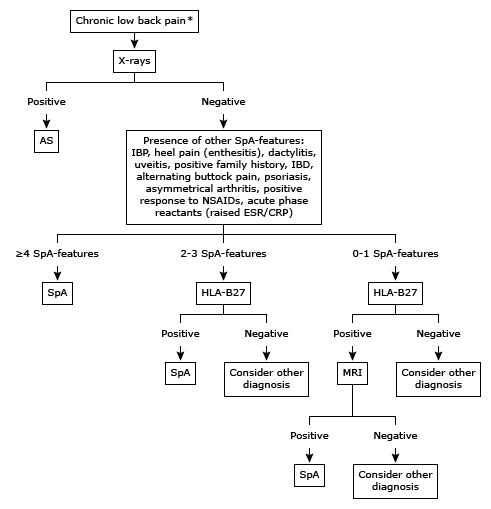 Chronic low back pain*
X-rays
Positive
Negative
AS
Presence of other SpA-features:
IBP, heel pain (enthesitis), dactylitis,
uveitis, positive family history, IBD,
alternating buttock pain, psoriasis,
asymmetrical arthritis, positive
response to NSAIDs, acute phase
reactants (raised ESR/CRP)
≥4 SpA-features
2-3 SpA-features
0-1 SpA-features
SpA
HLA-B27
HLA-B27
Positive
Negative
Positive
Negative
SpA
Consider other
diagnosis
MRI
Consider other
diagnosis
Positive
Negative
SpA
Consider other
diagnosis